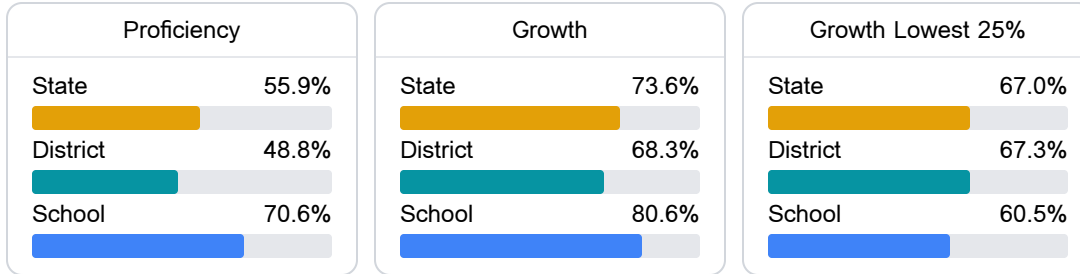 Proficiency
State 55.9%
District 48.8%
School 70.6%
Growth
State 73.6%
District 68.3%
School 80.6%
Growth Lowest 25%
State 67.0%
District 67.3%
School 60.5%